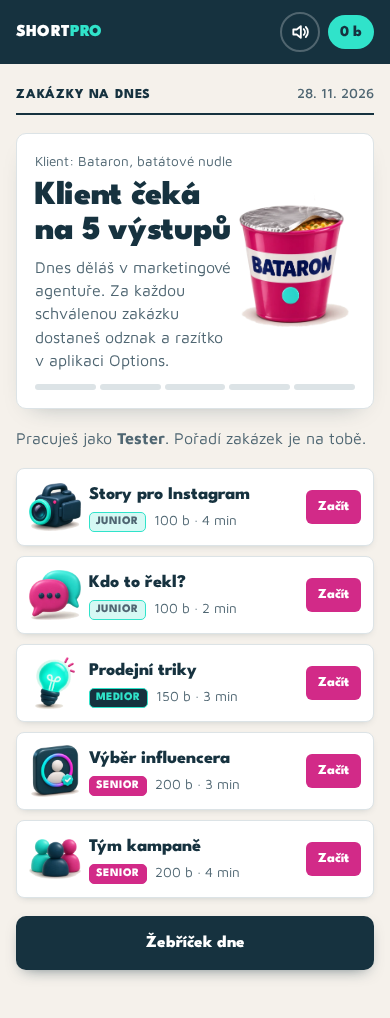 SHORTPRO
0 b
ZAKÁZKY NA DNES
28. 11. 2026
Klient: Bataron, batátové nudle
Klient čeká
na 5 výstupů
Dnes děláš v marketingové
agentuře. Za každou
schválenou zakázku
dostaneš odznak a razítko
v aplikaci Options.
BATARON
Pracuješ jako Tester. Pořadí zakázek je na tobě.
Story pro Instagram
JUNIOR 100 b · 4 min
Začít
Kdo to řekl?
JUNIOR 100 b · 2 min
Začít
Prodejní triky
MEDIOR 150 b · 3 min
Začít
Výběr influencera
SENIOR 200 b · 3 min
Začít
Tým kampaně
SENIOR 200 b · 4 min
Začít
Žebříček dne